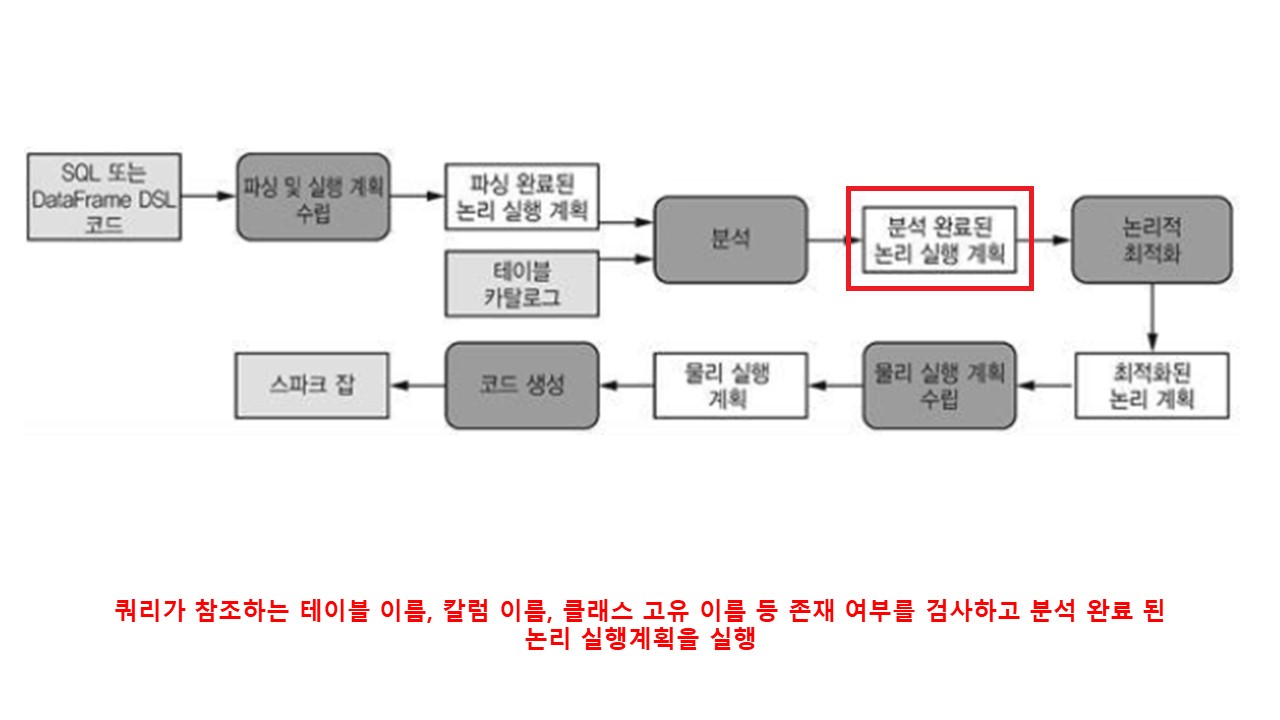 SQL 또는
DataFrame DSL
코드
파싱 및 실행 계획
수립
파싱 완료된
논리 실행 계획
테이블
카탈로그
분석
분석 완료된
논리 실행 계획
논리적
최적화
스파크 잡
코드 생성
물리 실행
계획
물리 실행 계획
수립
최적화된
논리 계획
쿼리가 참조하는 테이블 이름, 칼럼 이름, 클래스 고유 이름 등 존재 여부를 검사하고 분석 완료 된
논리 실행계획을 실행